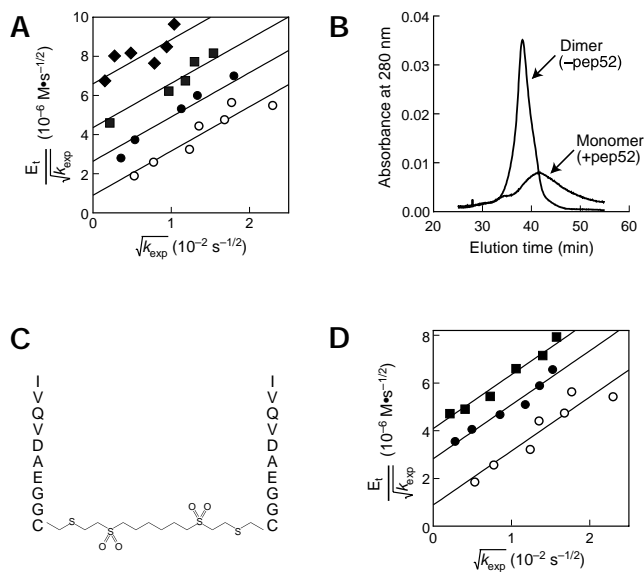 A
E_t / √k_exp (10⁻⁶ M•s⁻¹/²)
10
8
6
4
2
0
0 1 2
√k_exp (10⁻² s⁻¹/²)
B
Absorbance at 280 nm
0.04
0.03
0.02
0.01
0.00
20 30 40 50 60
Elution time (min)
Dimer
(–pep52)
Monomer
(+pep52)
C
I I
V V
Q Q
V V
D D
A A
E E
G G
G G
C S S O O O O S S C
D
E_t / √k_exp (10⁻⁶ M•s⁻¹/²)
8
6
4
2
0
0 1 2
√k_exp (10⁻² s⁻¹/²)